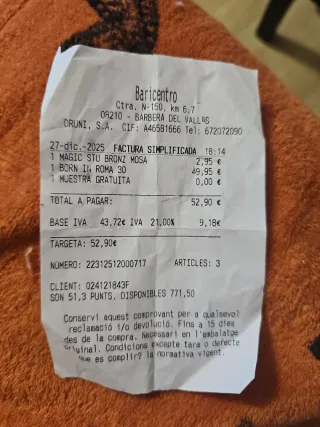 Baricentro
Ctra. N-150, km 6,7
08210 - BARBERA DEL VALLES
DRUNI, S.A. CIF: A46581666 Tel: 672072090
27-dic.-2025 FACTURA SIMPLIFICADA 18:14
1 MAGIC STU BRONZ MOSA 2,95 €
1 BORN IN ROMA 30 49,95 €
1 MUESTRA GRATUITA 0,00 €
TOTAL A PAGAR: 52,90 €
BASE IVA 43,72€ IVA 21,00% 9,18€
TARGETA: 52,90€
NÚMERO: 22312512000717 ARTICLES: 3
CLIENT: 024121843F
SON 51,3 PUNTS, DISPONIBLES 771,50
Conservi aquest comprovant per a qualsevol
reclamació i/o devolució. Fins a 15 dies
des de la compra. Necessari en l'embalatge
original. Condicions excepte tara o defecte
que es complir? la normativa vigent.